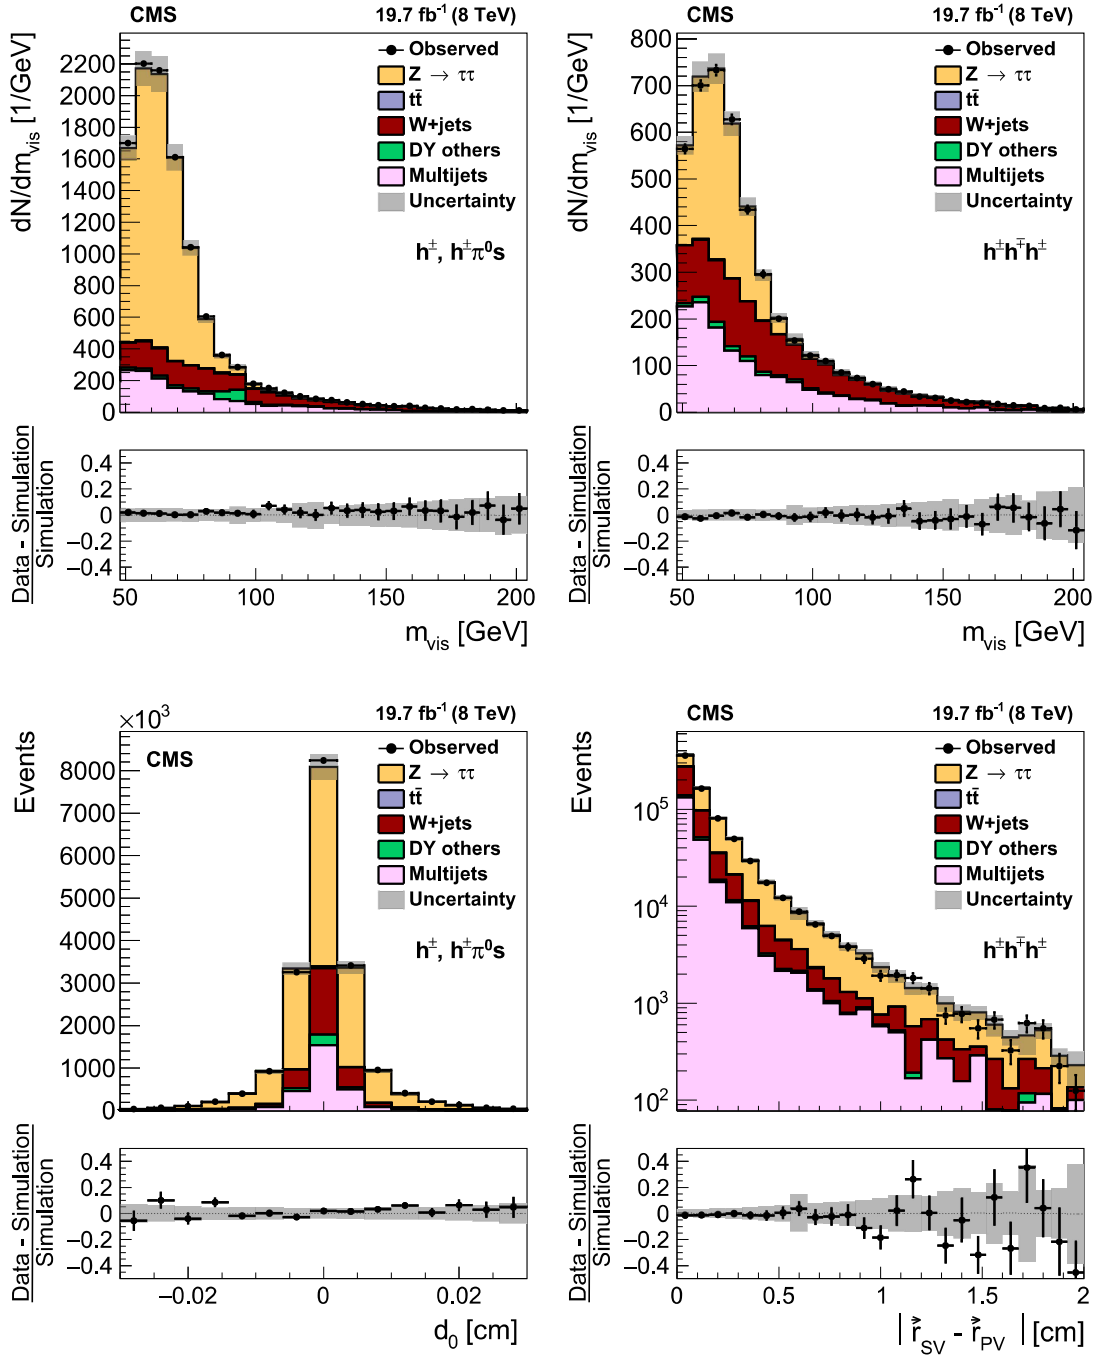 CMS 19.7 fb⁻¹ (8 TeV)
dN/dm_vis [1/GeV]
2200
2000
1800
1600
1400
1200
1000
800
600
400
200
0
Observed
Z → ττ
tt̄
W+jets
DY others
Multijets
Uncertainty
h±, h±π⁰s
Data - Simulation
Simulation
0.4
0.2
0
−0.2
−0.4
50 100 150 200
m_vis [GeV]
CMS 19.7 fb⁻¹ (8 TeV)
dN/dm_vis [1/GeV]
800
700
600
500
400
300
200
100
0
Observed
Z → ττ
tt̄
W+jets
DY others
Multijets
Uncertainty
h±h∓h±
Data - Simulation
Simulation
0.4
0.2
0
−0.2
−0.4
50 100 150 200
m_vis [GeV]
×10³ 19.7 fb⁻¹ (8 TeV)
CMS
Events
8000
7000
6000
5000
4000
3000
2000
1000
0
Observed
Z → ττ
tt̄
W+jets
DY others
Multijets
Uncertainty
h±, h±π⁰s
Data - Simulation
Simulation
0.4
0.2
0
−0.2
−0.4
−0.02 0 0.02
d₀ [cm]
CMS 19.7 fb⁻¹ (8 TeV)
Events
10⁵
10⁴
10³
10²
Observed
Z → ττ
tt̄
W+jets
DY others
Multijets
Uncertainty
h±h∓h±
Data - Simulation
Simulation
0.4
0.2
0
−0.2
−0.4
0 0.5 1 1.5 2
| r⃗_SV - r⃗_PV | [cm]